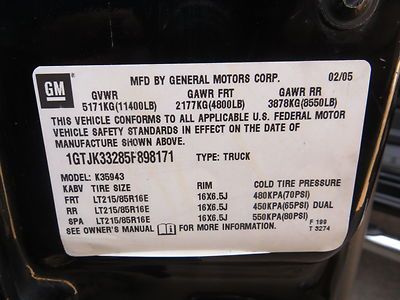 GM
MFD BY GENERAL MOTORS CORP. 02/05
GVWR GAWR FRT GAWR RR
5171KG(11400LB) 2177KG(4800LB) 3878KG(8550LB)
THIS VEHICLE CONFORMS TO ALL APPLICABLE U.S. FEDERAL MOTOR
VEHICLE SAFETY STANDARDS IN EFFECT ON THE DATE OF
MANUFACTURE SHOWN ABOVE.
1GTJK33285F898171 TYPE: TRUCK
MODEL: K35943
KABV TIRE SIZE RIM COLD TIRE PRESSURE
FRT LT215/85R16E 16X6.5J 480KPA(70PSI)
RR LT215/85R16E 16X6.5J 450KPA(65PSI) DUAL
SPA LT215/85R16E 16X6.5J 550KPA(80PSI)
SEE OWNER'S MANUAL FOR MORE INFORMATION. F 199
T 3274